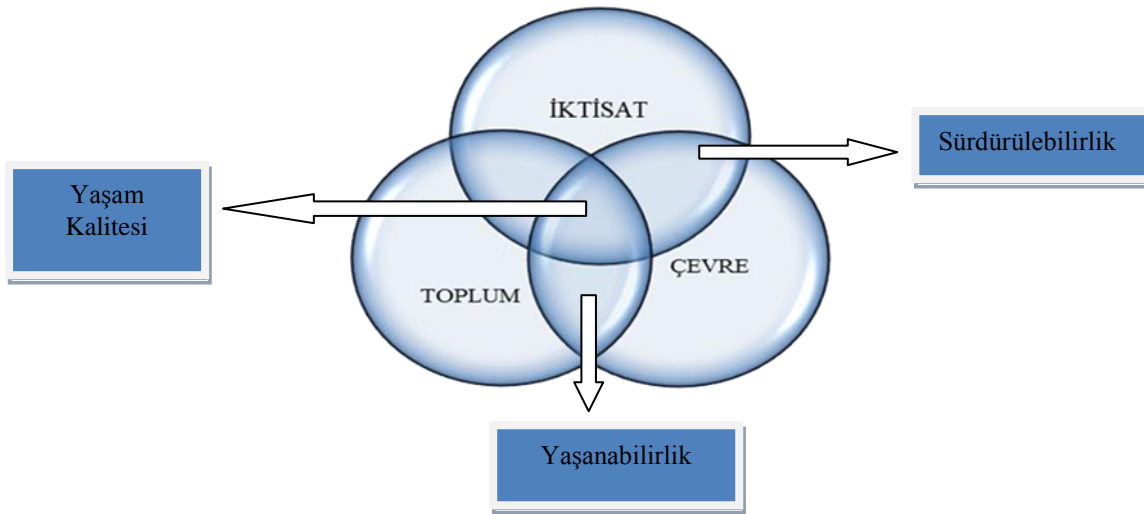 İKTİSAT
Sürdürülebilirlik
Yaşam
Kalitesi
ÇEVRE
TOPLUM
Yaşanabilirlik